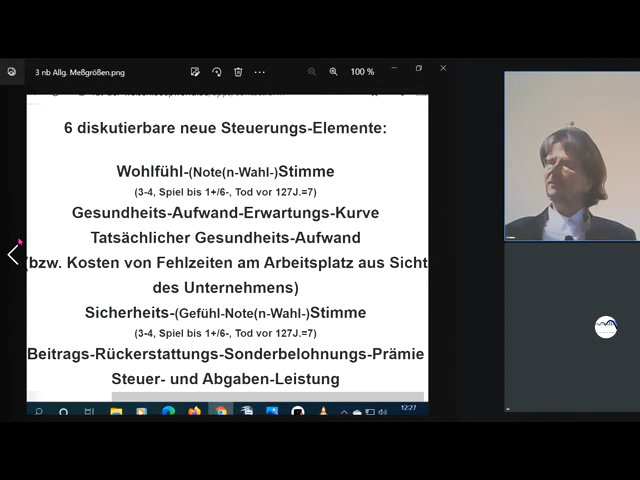 3 nb Allg. Meßgrößen.png
100 %
6 diskutierbare neue Steuerungs-Elemente:
Wohlfühl-(Note(n-Wahl-)Stimme
(3-4, Spiel bis 1+/6-, Tod vor 127J.=7)
Gesundheits-Aufwand-Erwartungs-Kurve
Tatsächlicher Gesundheits-Aufwand
(bzw. Kosten von Fehlzeiten am Arbeitsplatz aus Sicht
des Unternehmens)
Sicherheits-(Gefühl-Note(n-Wahl-)Stimme
(3-4, Spiel bis 1+/6-, Tod vor 127J.=7)
Beitrags-Rückerstattungs-Sonderbelohnungs-Prämie
Steuer- und Abgaben-Leistung
12:27